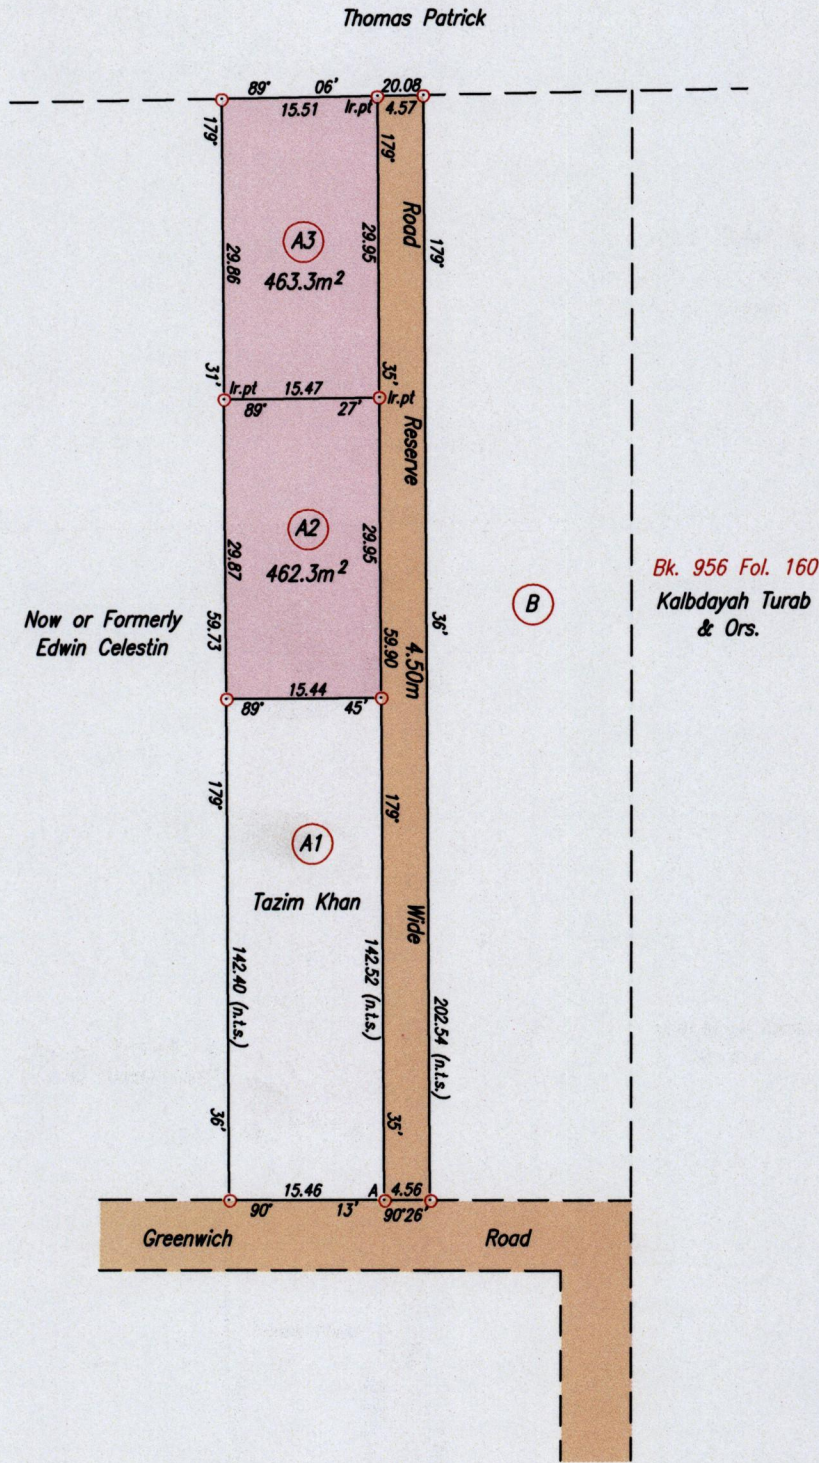 Thomas Patrick
89° 06' 20.08
15.51 Ir.pt 4.57
179°
179°
Road
179°
A3
463.3m²
29.86
29.95
31'
35'
Ir.pt 15.47 Ir.pt
89° 27'
Reserve
A2
462.3m²
29.87
29.95
Bk. 956 Fol. 160
Kalbdayah Turab
& Ors.
B
Now or Formerly
Edwin Celestin
59.73
59.90
4.50m
36'
15.44
89° 45'
179°
179°
A1
Tazim Khan
Wide
142.40 (n.t.s.)
142.52 (n.t.s.)
202.54 (n.t.s.)
36'
35'
15.46 A 4.56
90° 13' 90°26'
Greenwich Road